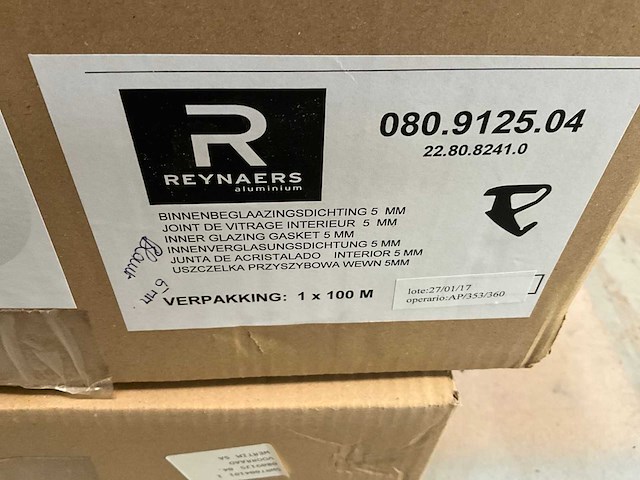 R
REYNAERS
aluminium
080.9125.04
22.80.8241.0
BINNENBEGLAAZINGSDICHTING 5 MM
JOINT DE VITRAGE INTERIEUR 5 MM
INNER GLAZING GASKET 5 MM
INNENVERGLASUNGSDICHTUNG 5 MM
JUNTA DE ACRISTALADO INTERIOR 5 MM
USZCZELKA PRZYSZYBOWA WEWN 5MM
VERPAKKING: 1 x 100 M
lote:27/01/17
operario:AP/353/360
5 mm